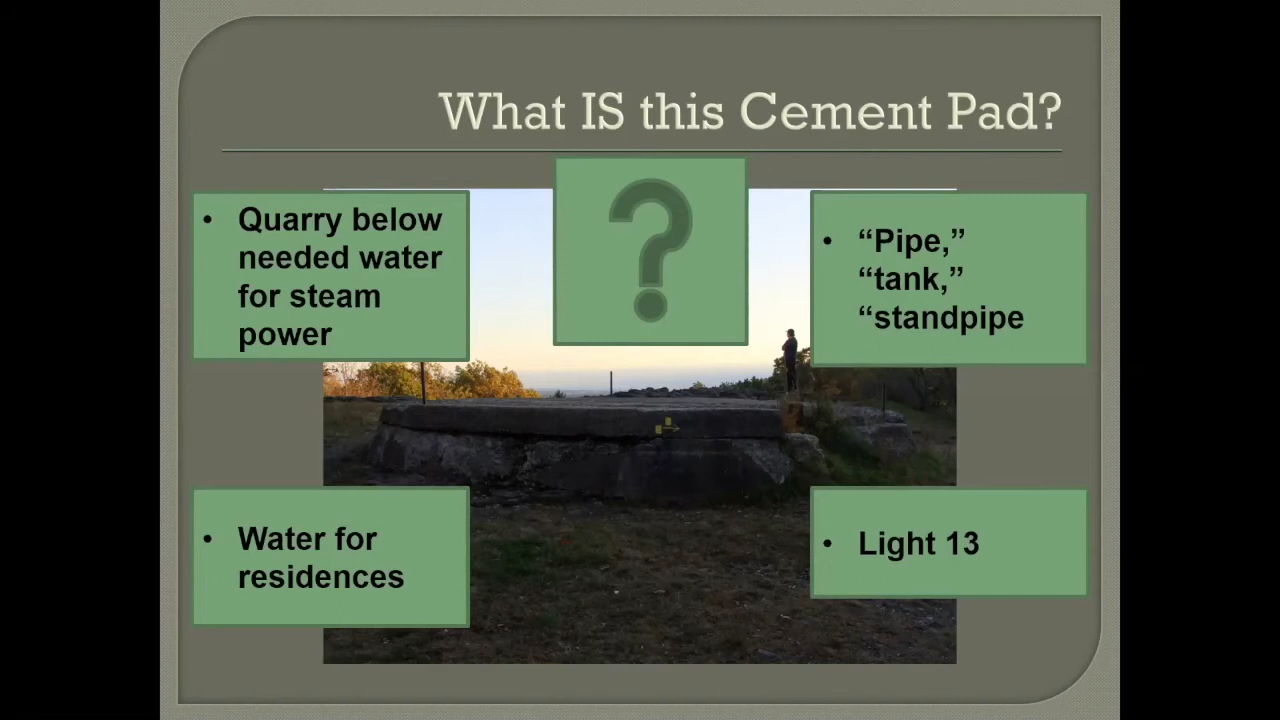 What IS this Cement Pad?
?
• Quarry below
needed water
for steam
power
• “Pipe,”
“tank,”
“standpipe
• Water for
residences
• Light 13